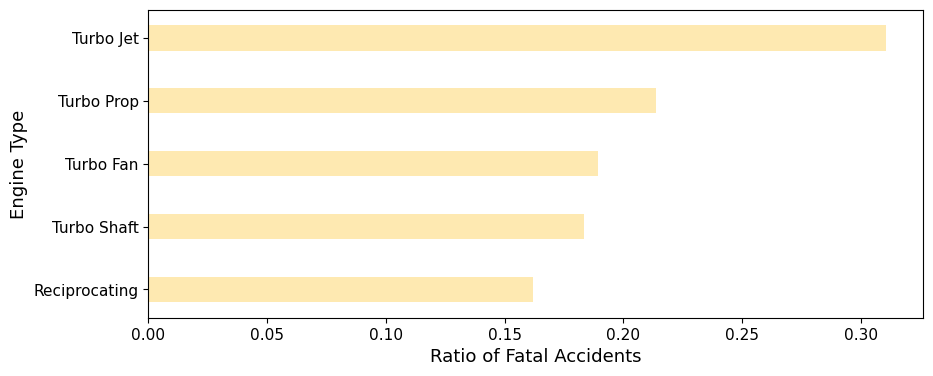 Turbo Jet
Turbo Prop
Turbo Fan
Turbo Shaft
Reciprocating
Engine Type
0.00 0.05 0.10 0.15 0.20 0.25 0.30
Ratio of Fatal Accidents